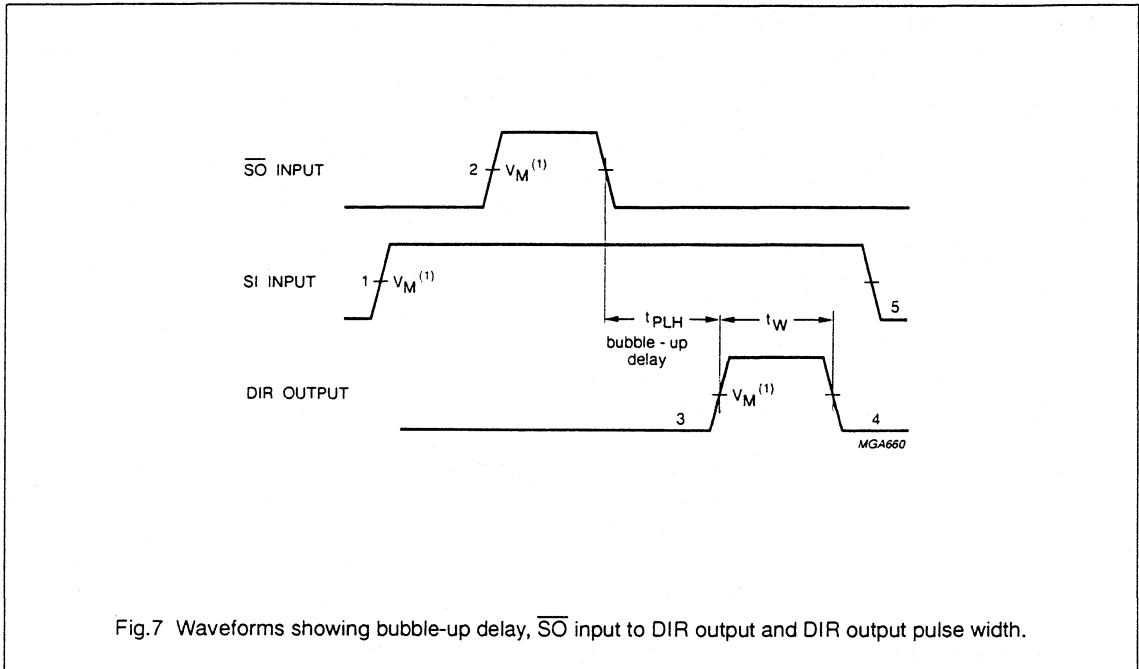 SO INPUT
2
VM(1)
SI INPUT
1
VM(1)
5
tPLH
tW
bubble - up
delay
DIR OUTPUT
VM(1)
3
4
MGA660
Fig.7 Waveforms showing bubble-up delay, SO input to DIR output and DIR output pulse width.